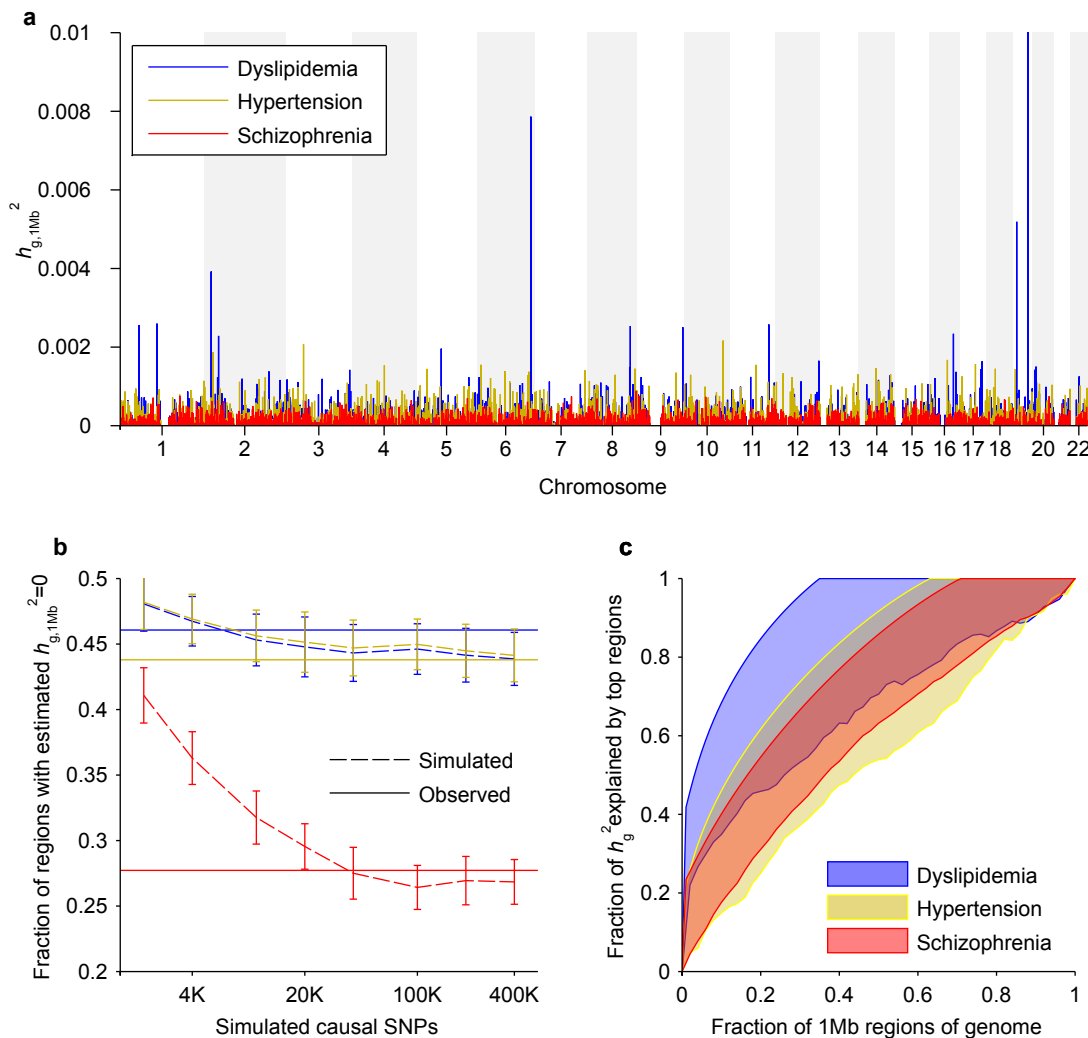 a
0.01
0.008
0.006
0.004
0.002
0
h_g,1Mb^2
Dyslipidemia
Hypertension
Schizophrenia
1 2 3 4 5 6 7 8 9 10 11 12 13 14 15 16 17 18 20 22
Chromosome
b
0.5
0.45
0.4
0.35
0.3
0.25
0.2
Fraction of regions with estimated h_g,1Mb^2=0
Simulated
Observed
4K 20K 100K 400K
Simulated causal SNPs
c
1
0.8
0.6
0.4
0.2
0
Fraction of h_g^2 explained by top regions
Dyslipidemia
Hypertension
Schizophrenia
0 0.2 0.4 0.6 0.8 1
Fraction of 1Mb regions of genome